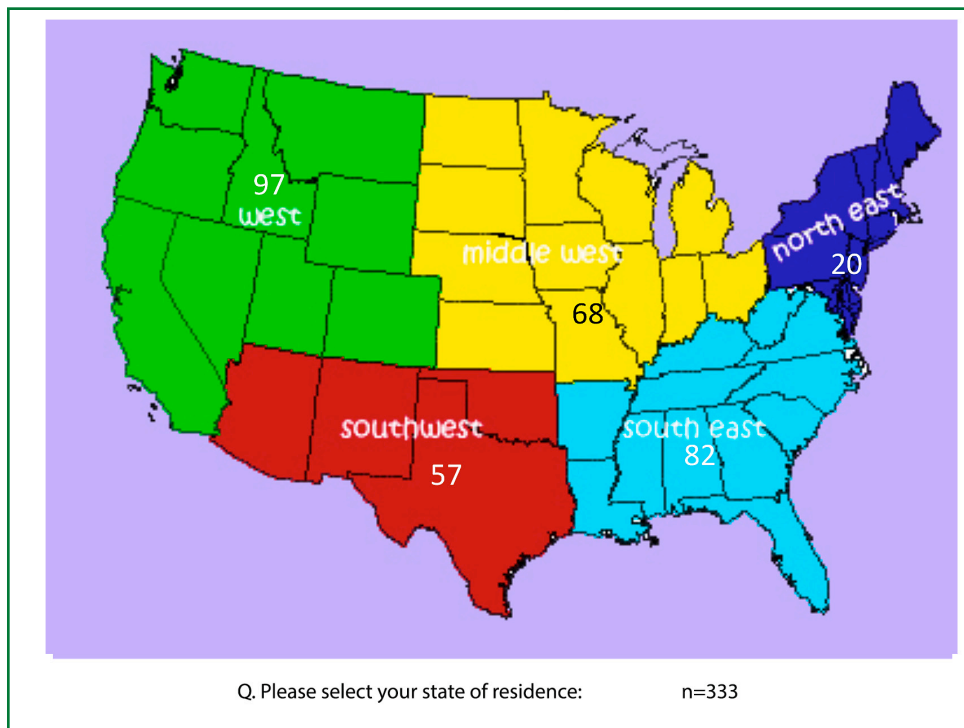 97
west
middle west
68
north east
20
southwest
57
south east
82
Q. Please select your state of residence: n=333